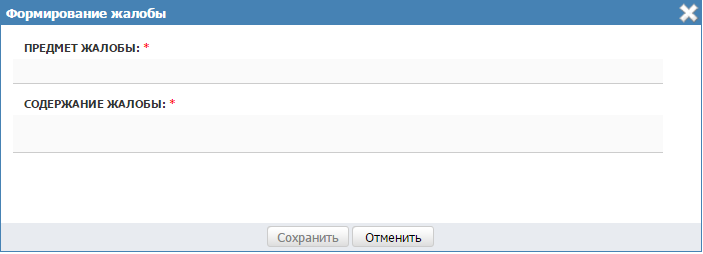 Формирование жалобы
ПРЕДМЕТ ЖАЛОБЫ: *
СОДЕРЖАНИЕ ЖАЛОБЫ: *
Сохранить Отменить